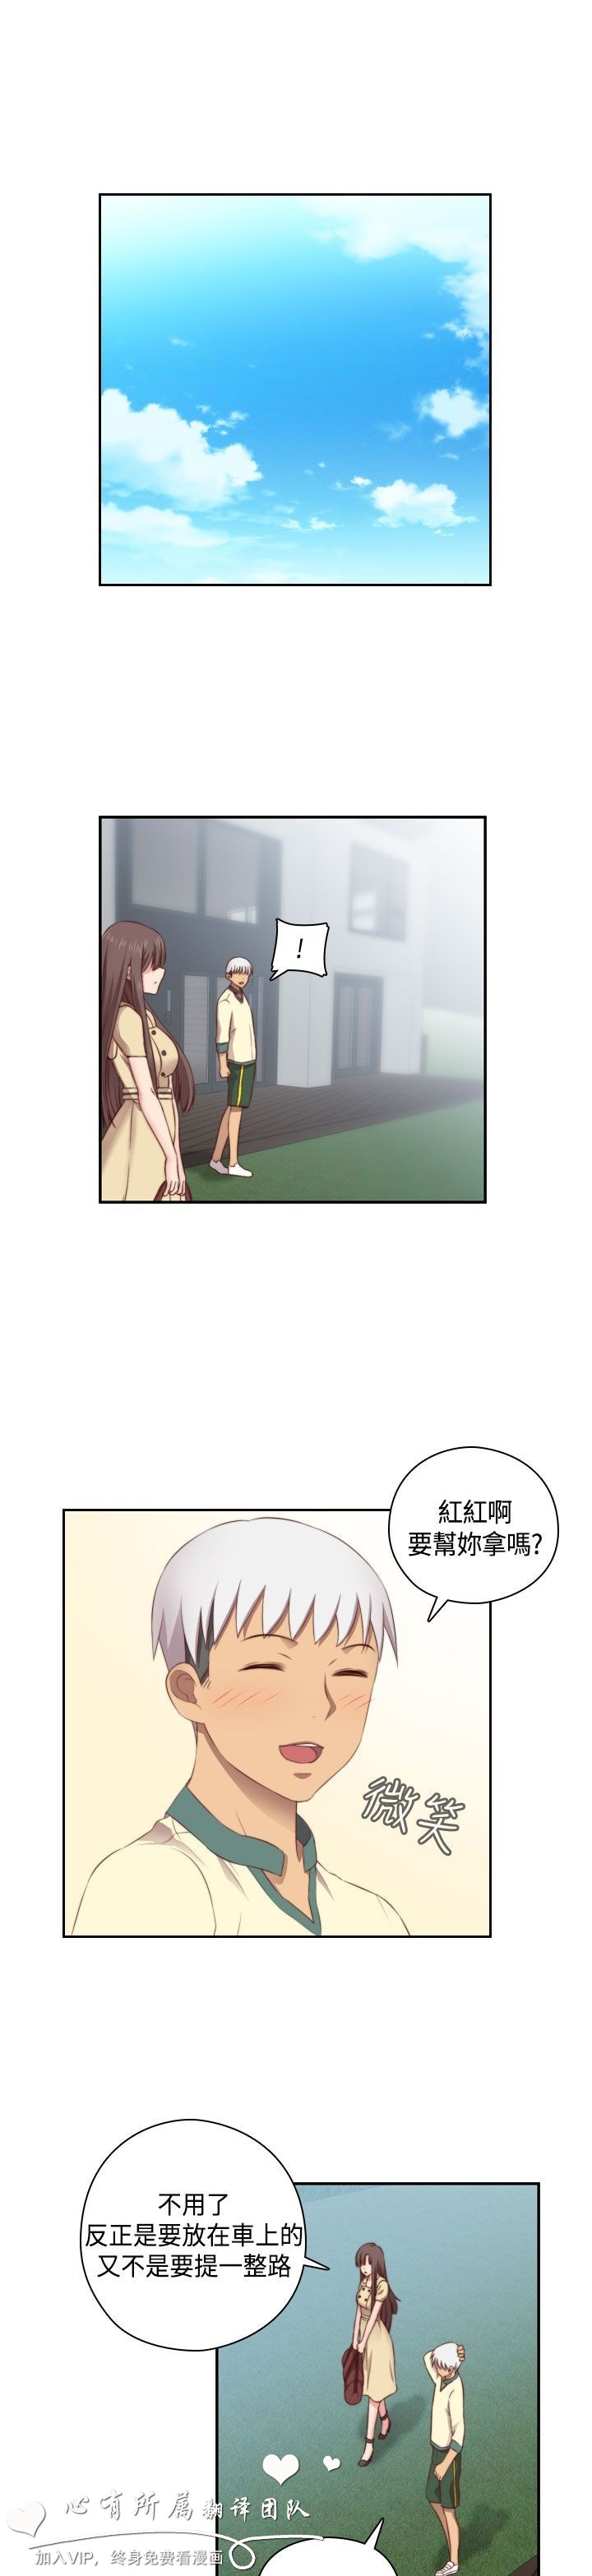 !
紅紅啊
要幫妳拿嗎?
微笑
不用了
反正是要放在車上的
又不是要提一整路
心有所属翻译团队
加入VIP，终身免费看漫画